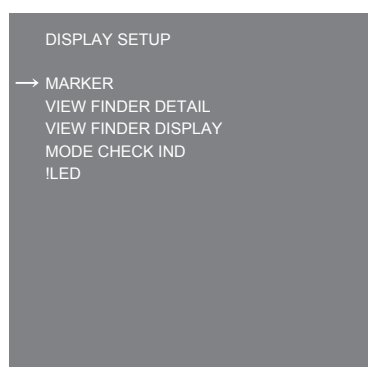 DISPLAY SETUP
→ MARKER
VIEW FINDER DETAIL
VIEW FINDER DISPLAY
MODE CHECK IND
!LED